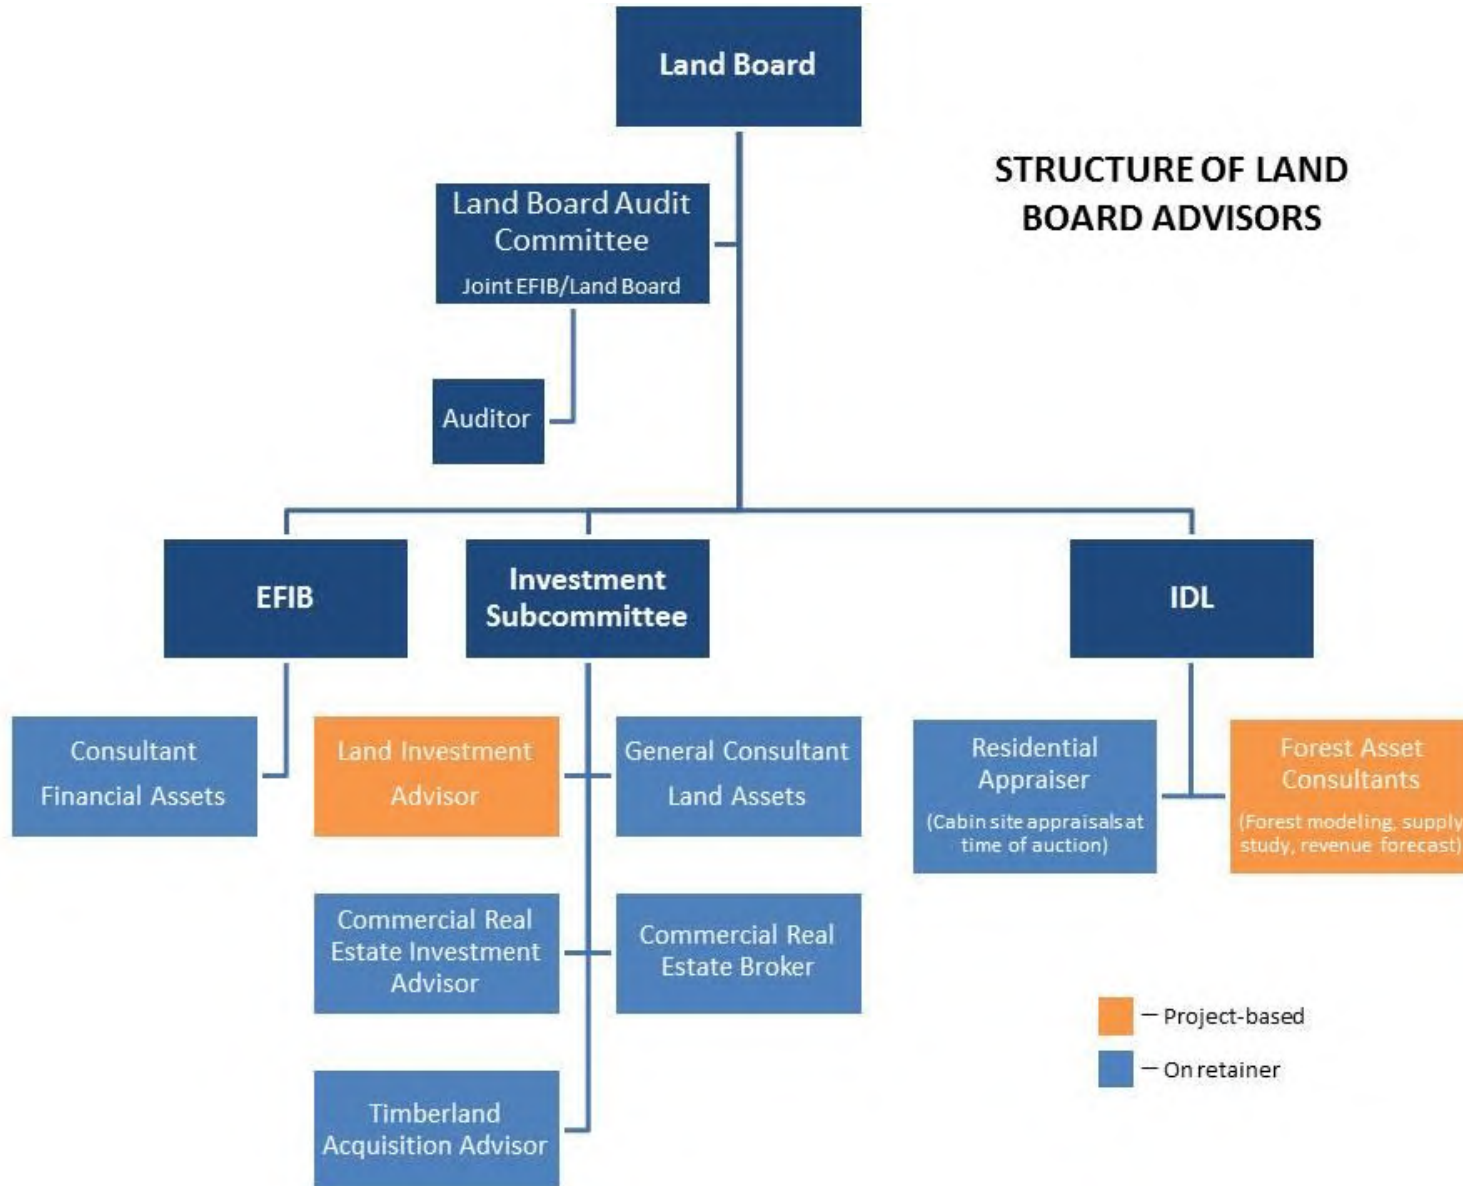 Land Board
STRUCTURE OF LAND
BOARD ADVISORS
Land Board Audit
Committee
Joint EFIB/Land Board
Auditor
EFIB
Investment
Subcommittee
IDL
Consultant
Financial Assets
Land Investment
Advisor
General Consultant
Land Assets
Residential
Appraiser
(Cabin site appraisals at
time of auction)
Forest Asset
Consultants
(Forest modeling, supply
study, revenue forecast)
Commercial Real
Estate Investment
Advisor
Commercial Real
Estate Broker
Timberland
Acquisition Advisor
– Project-based
– On retainer